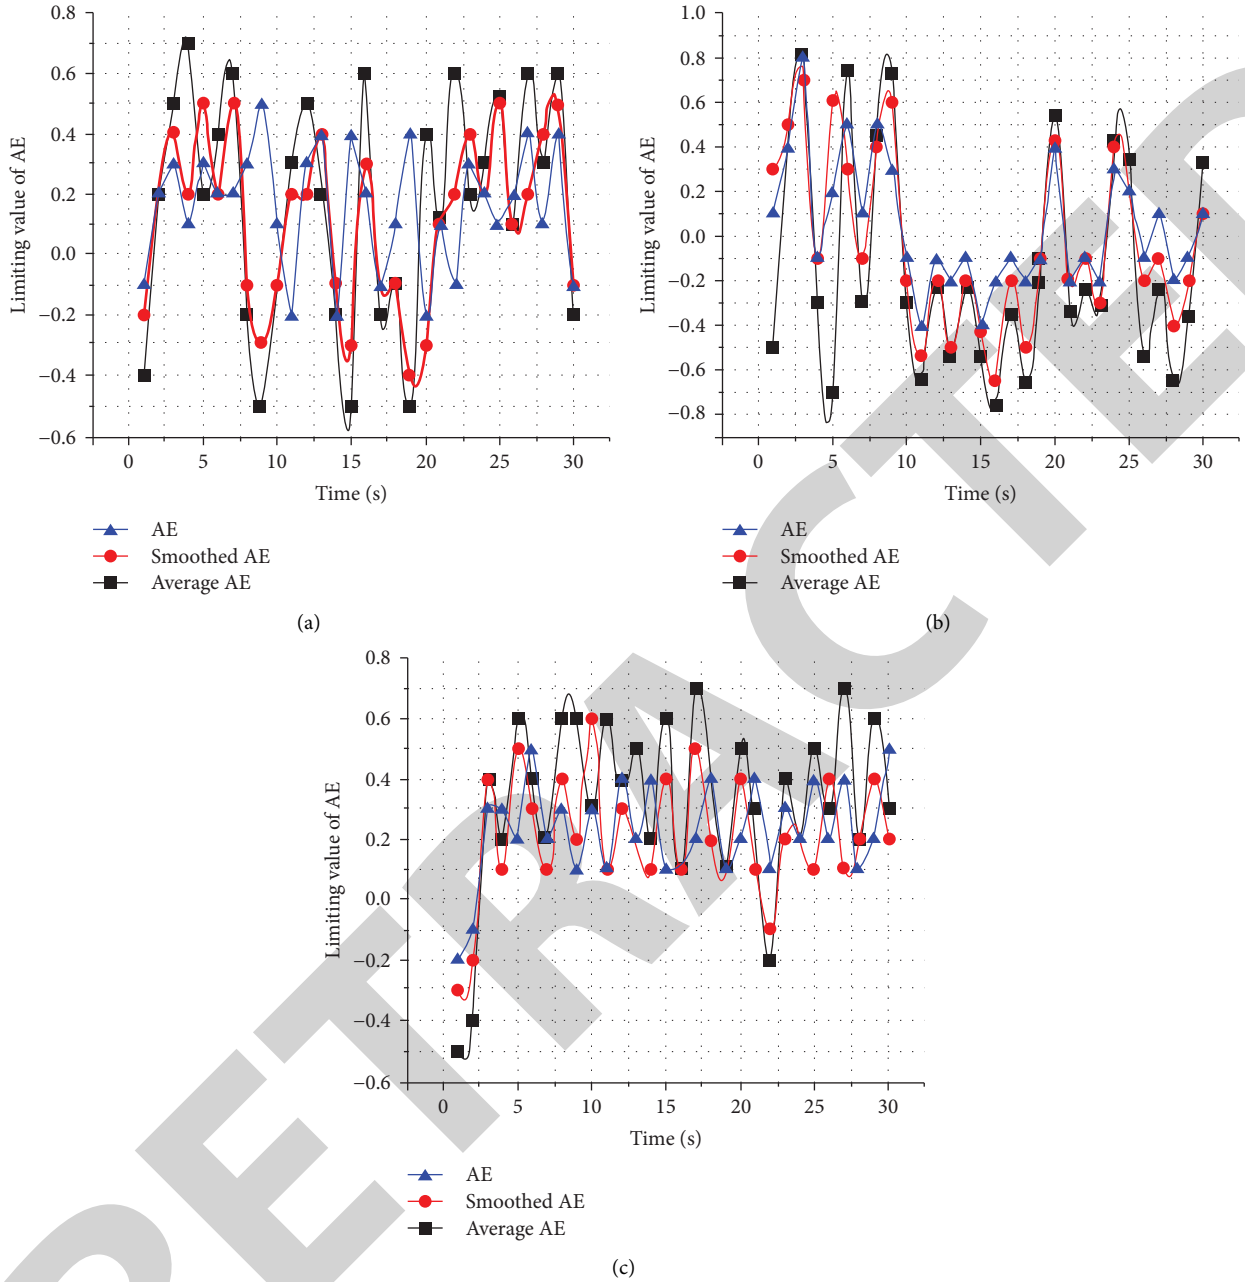 0.8
0.6
0.4
0.2
0.0
−0.2
−0.4
−0.6
Limiting value of AE
0 5 10 15 20 25 30
Time (s)
AE
Smoothed AE
Average AE
(a)
1.0
0.8
0.6
0.4
0.2
0.0
−0.2
−0.4
−0.6
−0.8
Limiting value of AE
0 5 10 15 20 25 30
Time (s)
AE
Smoothed AE
Average AE
(b)
0.8
0.6
0.4
0.2
0.0
−0.2
−0.4
−0.6
Limiting value of AE
0 5 10 15 20 25 30
Time (s)
AE
Smoothed AE
Average AE
(c)
RETRACTED